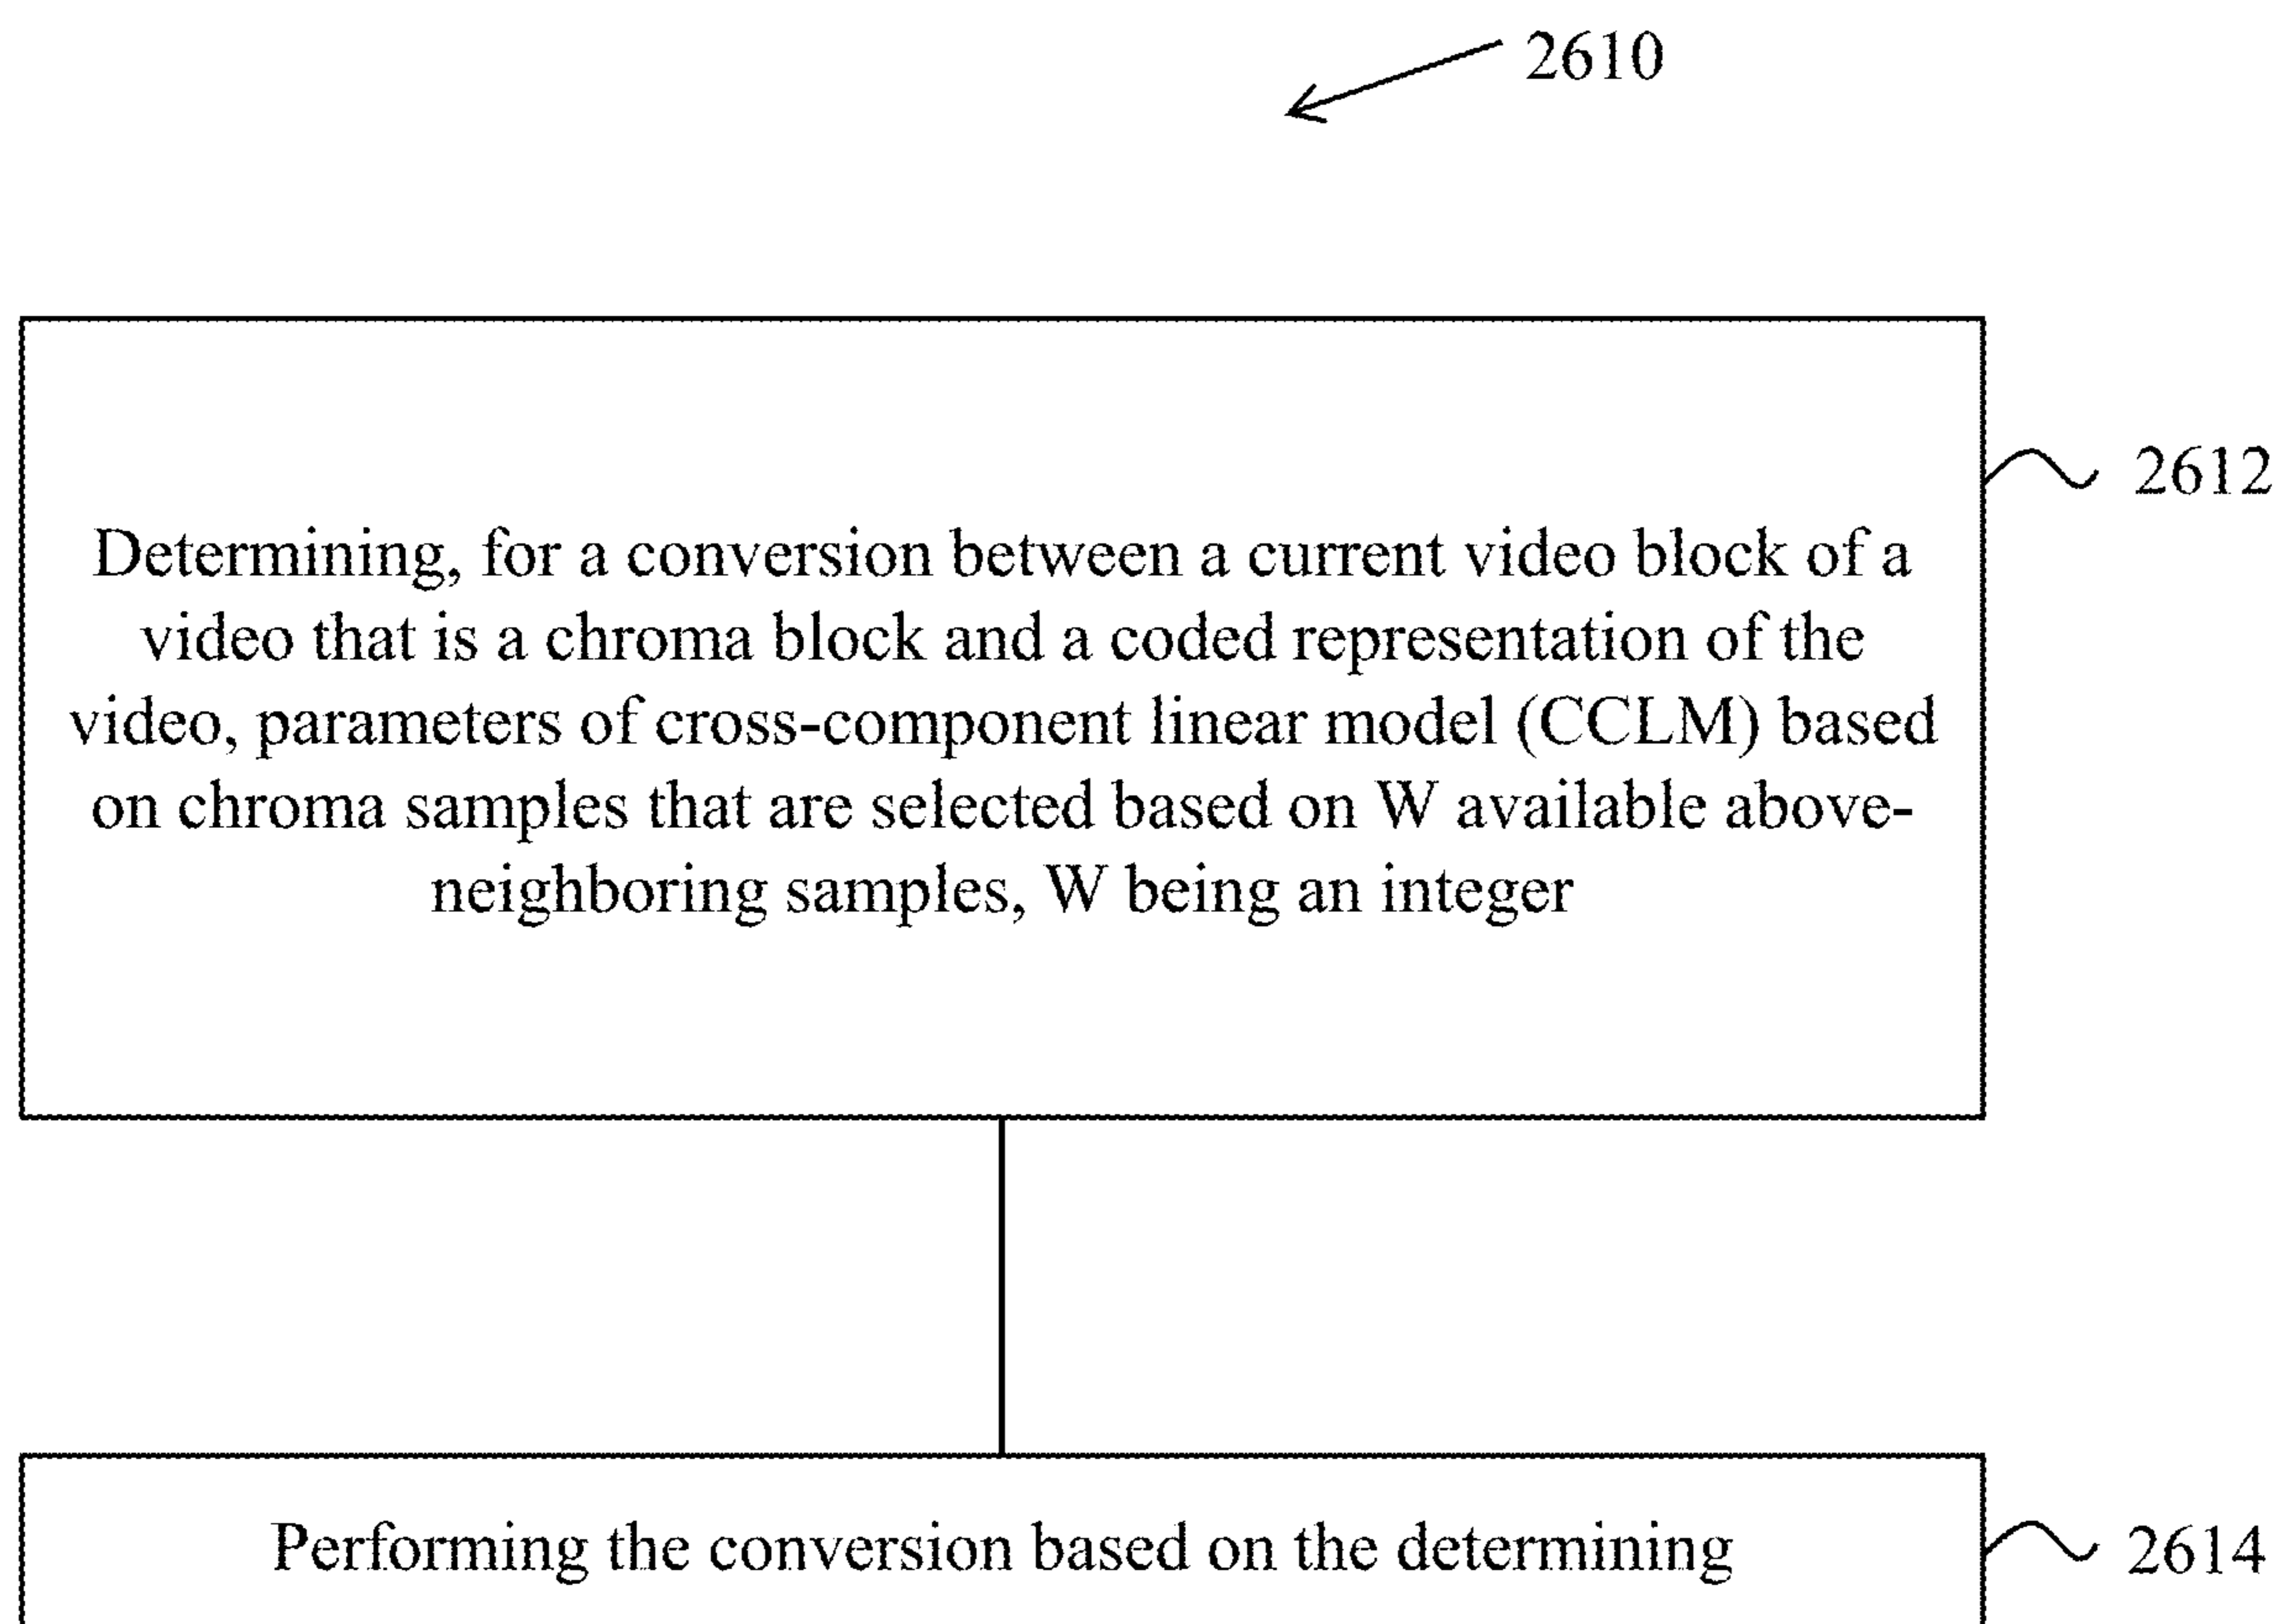 2610
2612
Determining, for a conversion between a current video block of a
video that is a chroma block and a coded representation of the
video, parameters of cross-component linear model (CCLM) based
on chroma samples that are selected based on W available above-
neighboring samples, W being an integer
Performing the conversion based on the determining
2614